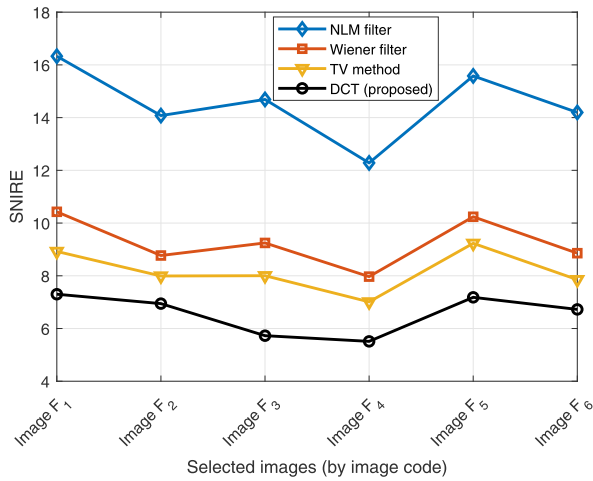 18
16
14
12
10
8
6
4
SNIRE
NLM filter
Wiener filter
TV method
DCT (proposed)
Image F 1
Image F 2
Image F 3
Image F 4
Image F 5
Image F 6
Selected images (by image code)